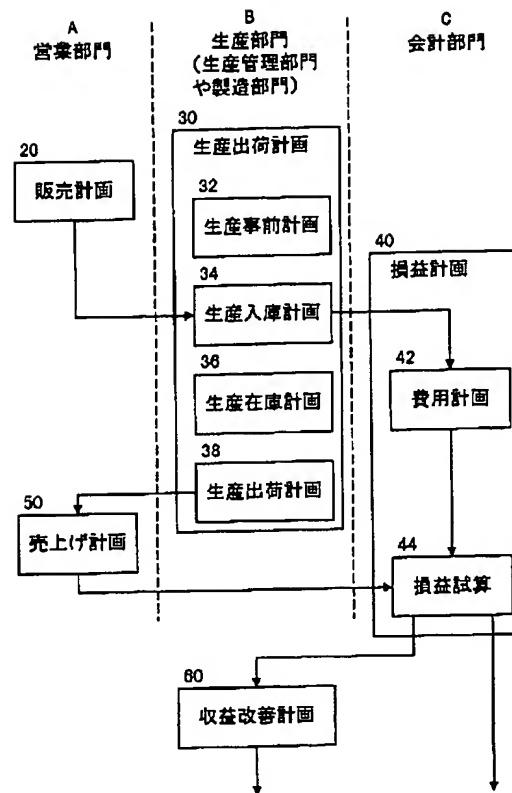 A
営業部門
B
生産部門
(生産管理部門
や製造部門)
C
会計部門
30
生産出荷計画
20
販売計画
32
生産事前計画
40
損益計画
34
生産入庫計画
42
費用計画
36
生産在庫計画
38
生産出荷計画
50
売上げ計画
44
損益試算
60
収益改善計画